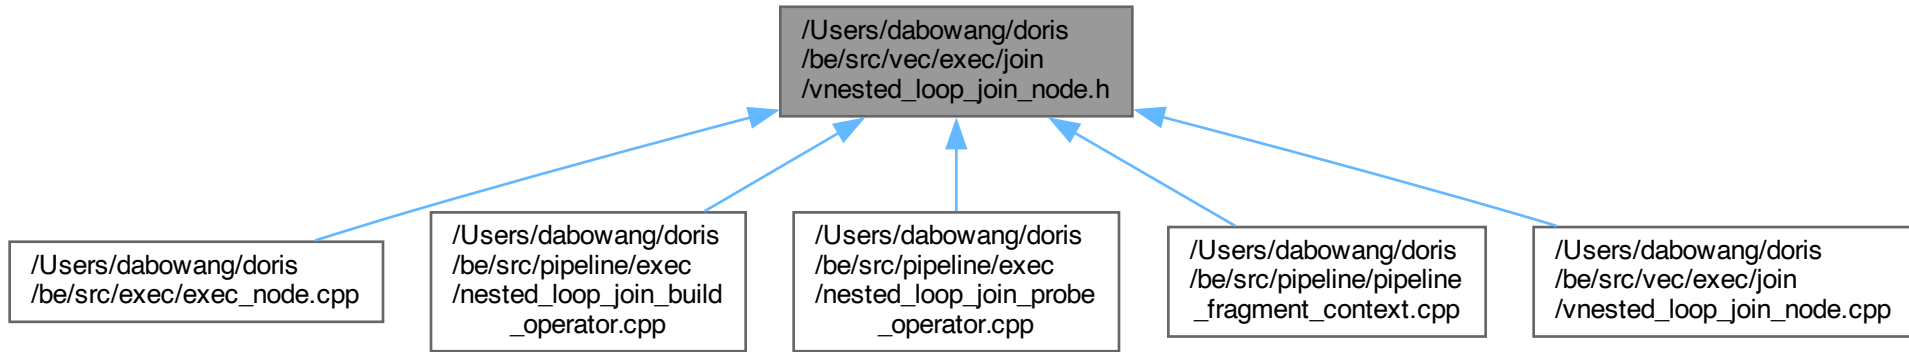 /Users/dabowang/doris
/be/src/vec/exec/join
/vnested_loop_join_node.h
/Users/dabowang/doris
/be/src/exec/exec_node.cpp
/Users/dabowang/doris
/be/src/pipeline/exec
/nested_loop_join_build
_operator.cpp
/Users/dabowang/doris
/be/src/pipeline/exec
/nested_loop_join_probe
_operator.cpp
/Users/dabowang/doris
/be/src/pipeline/pipeline
_fragment_context.cpp
/Users/dabowang/doris
/be/src/vec/exec/join
/vnested_loop_join_node.cpp